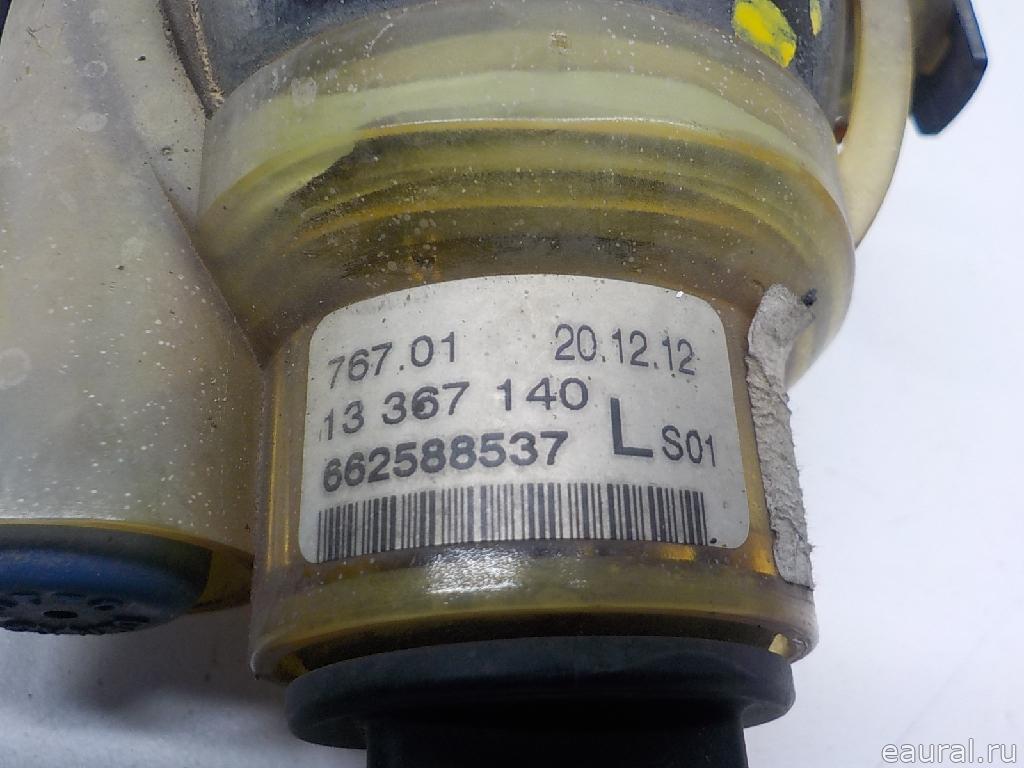 767.01 20.12.12
13 367 140
662588537 L S01
eaural.ru